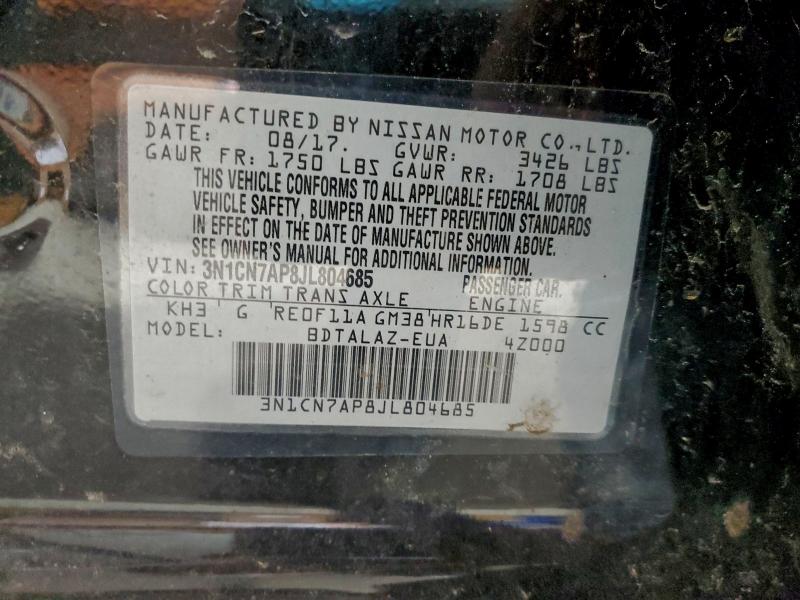 MANUFACTURED BY NISSAN MOTOR CO.,LTD.
DATE: 08/17. GVWR: 3426 LBS
GAWR FR: 1750 LBS GAWR RR: 1708 LBS
THIS VEHICLE CONFORMS TO ALL APPLICABLE FEDERAL MOTOR
VEHICLE SAFETY, BUMPER AND THEFT PREVENTION STANDARDS
IN EFFECT ON THE DATE OF MANUFACTURE SHOWN ABOVE.
SEE OWNER'S MANUAL FOR ADDITIONAL INFORMATION.
VIN: 3N1CN7AP8JL804685 PASSENGER CAR.
COLOR TRIM TRANS AXLE ENGINE
KH3 ' G RE0F11A GM38'HR16DE 1598 CC
MODEL: BDTALAZ-EUA 4Z000
3N1CN7AP8JL804685